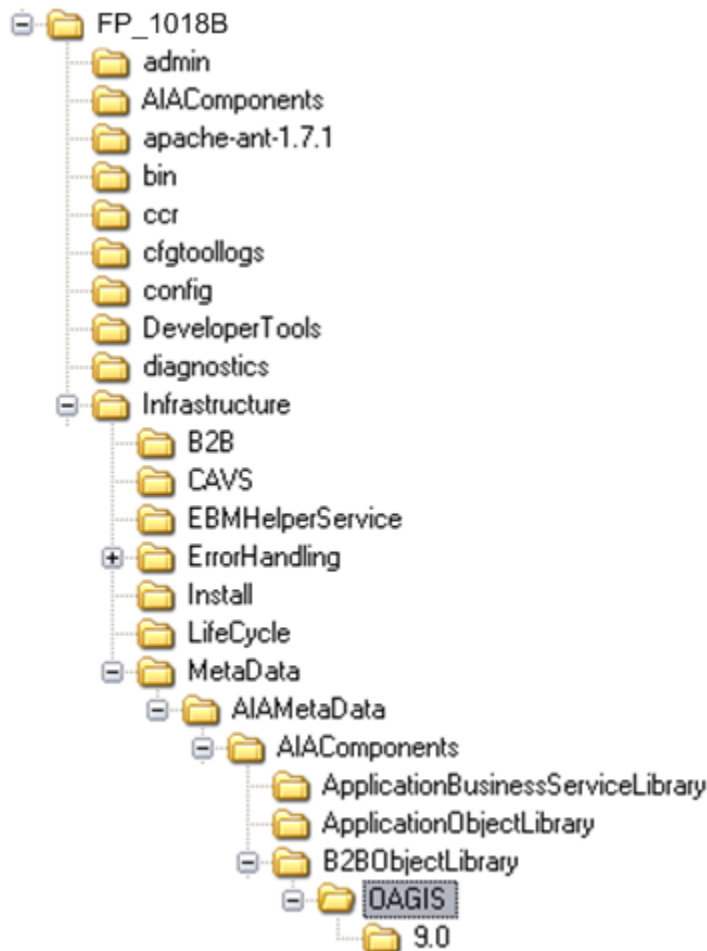 FP_1018B
admin
AIAComponents
apache-ant-1.7.1
bin
ccr
cfgtoollogs
config
DeveloperTools
diagnostics
Infrastructure
B2B
CAVS
EBMHelperService
ErrorHandling
Install
LifeCycle
MetaData
AIAMetaData
AIAComponents
ApplicationBusinessServiceLibrary
ApplicationObjectLibrary
B2BObjectLibrary
OAGIS
9.0